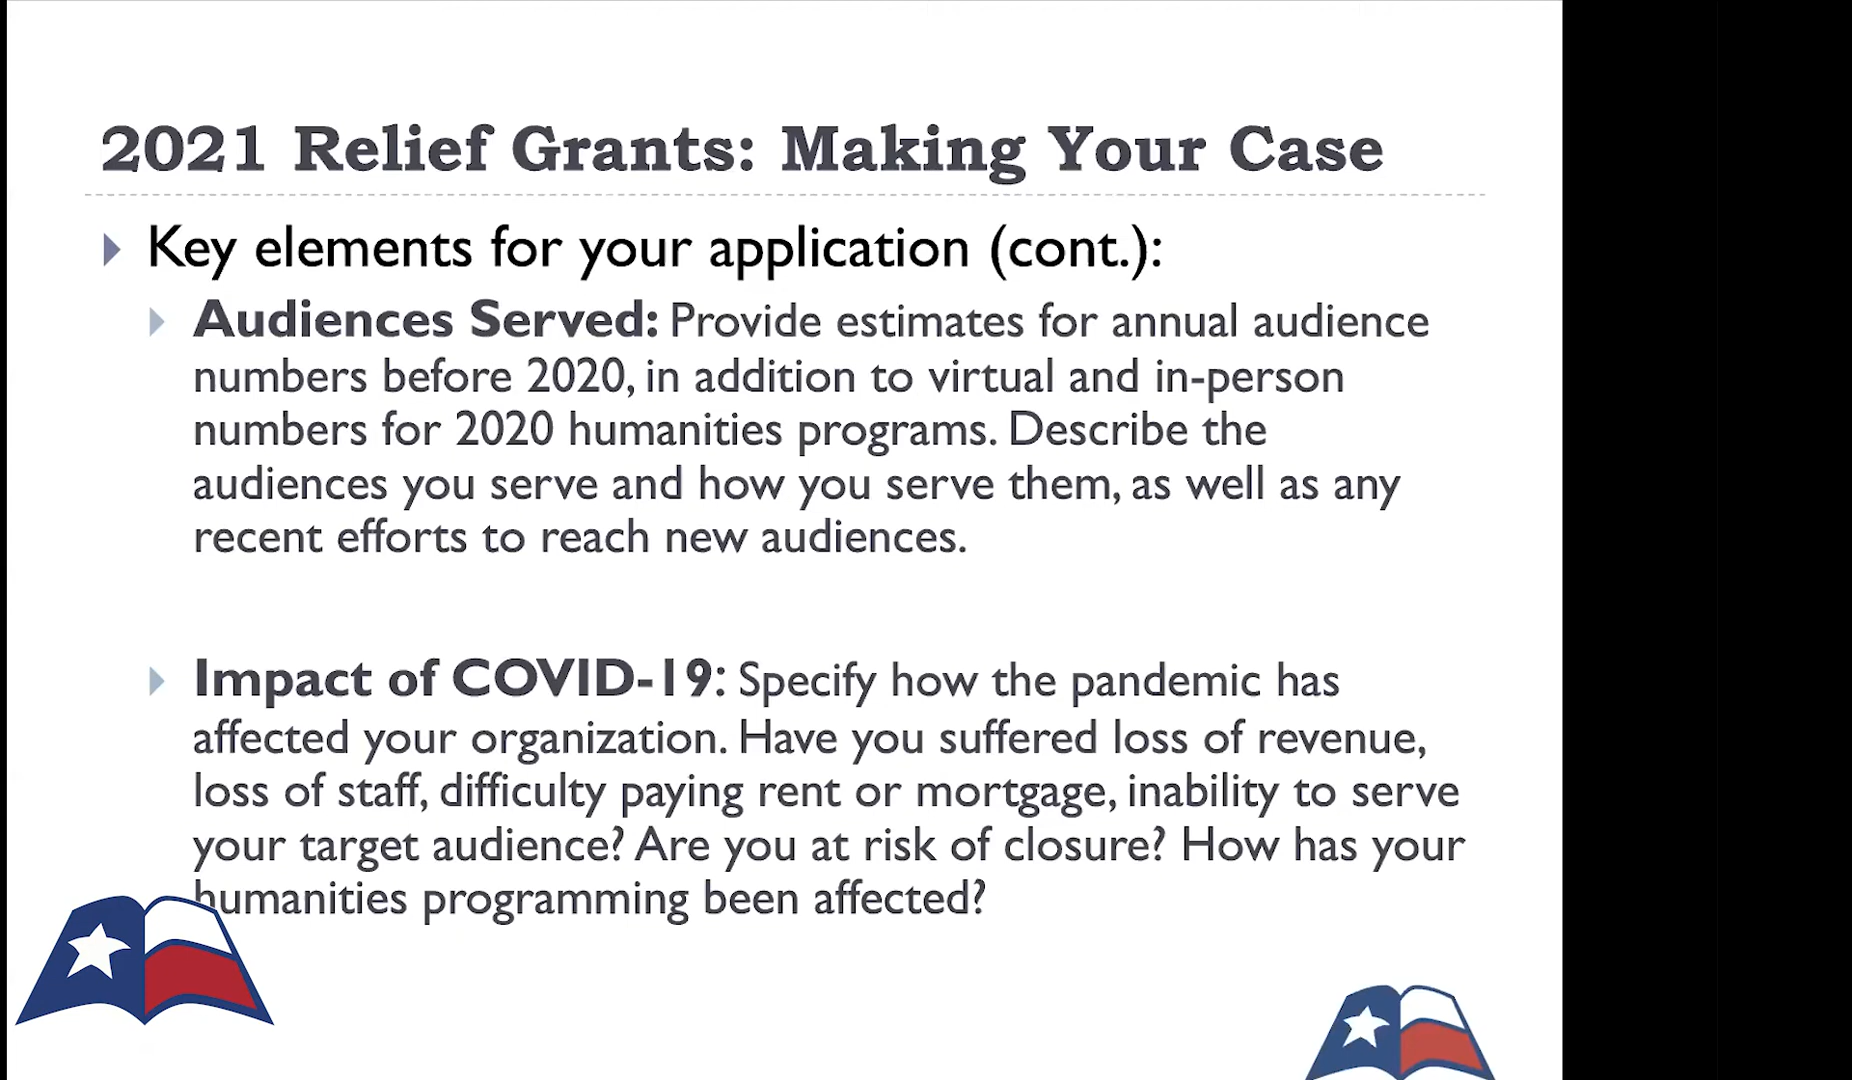 2021 Relief Grants: Making Your Case
Key elements for your application (cont.):
Audiences Served: Provide estimates for annual audience
numbers before 2020, in addition to virtual and in-person
numbers for 2020 humanities programs. Describe the
audiences you serve and how you serve them, as well as any
recent efforts to reach new audiences.
Impact of COVID-19: Specify how the pandemic has
affected your organization. Have you suffered loss of revenue,
loss of staff, difficulty paying rent or mortgage, inability to serve
your target audience? Are you at risk of closure? How has your
humanities programming been affected?